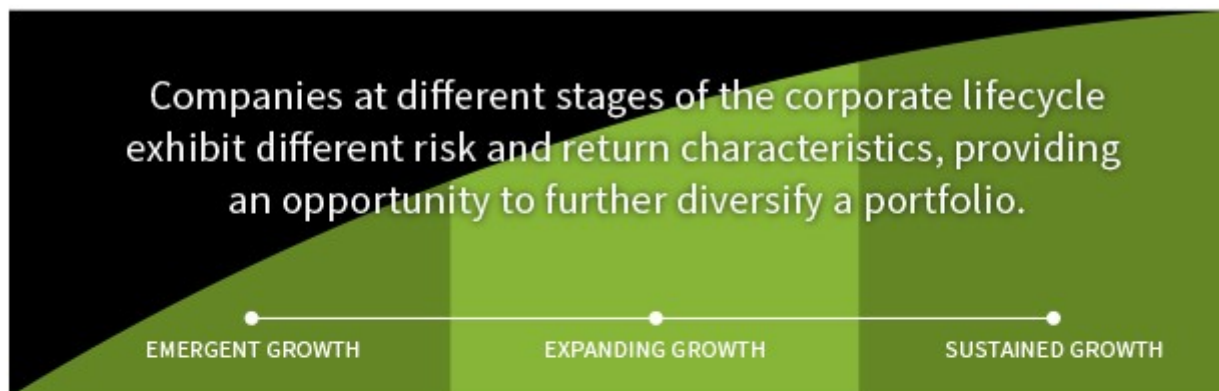 Companies at different stages of the corporate lifecycle
exhibit different risk and return characteristics, providing
an opportunity to further diversify a portfolio.
EMERGENT GROWTH
EXPANDING GROWTH
SUSTAINED GROWTH